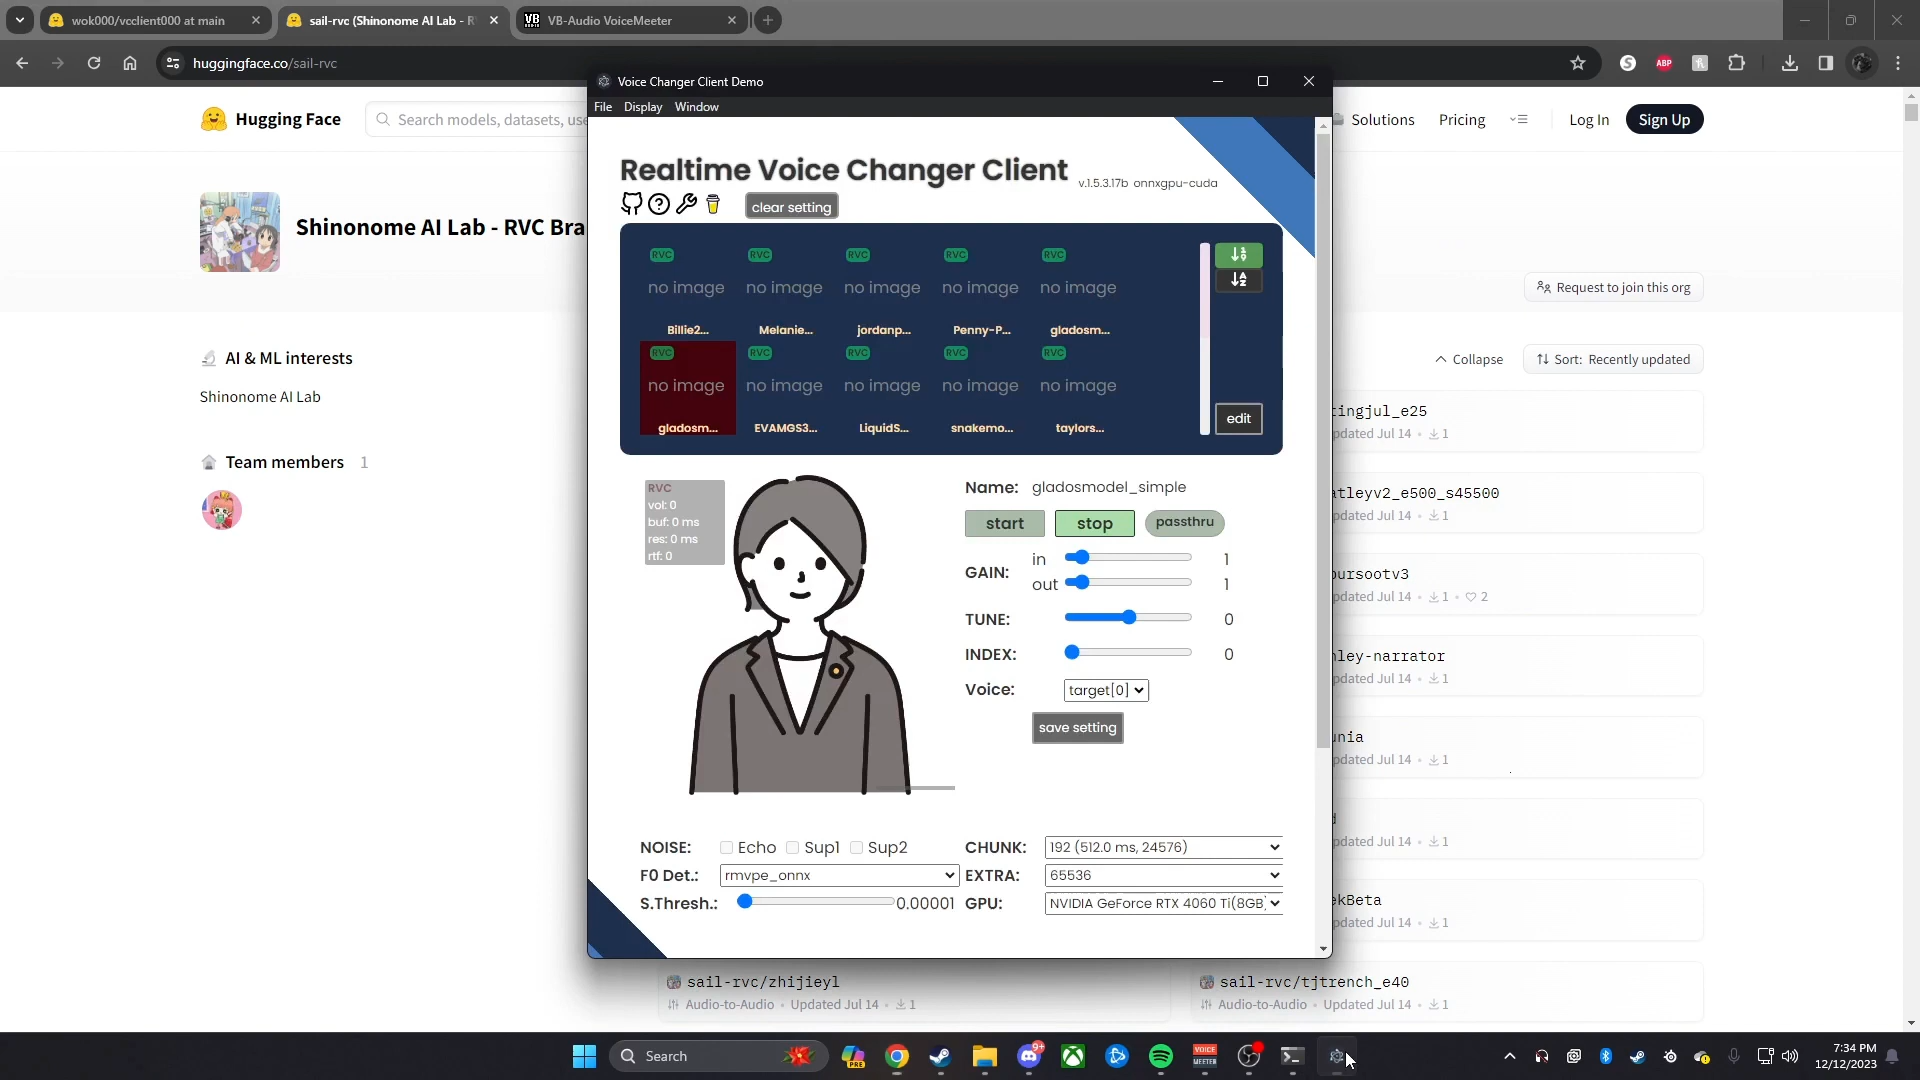 wok000/vcclient000 at main
sail-rvc (Shinonome AI Lab - R
VB-Audio VoiceMeeter
huggingface.co/sail-rvc
ABP
Voice Changer Client Demo
File Display Window
Hugging Face
Search models, datasets, use
Solutions
Pricing
Log In
Sign Up
Realtime Voice Changer Client
v.1.5.3.17b onnxgpu-cuda
clear setting
Shinonome AI Lab - RVC Bra
Request to join this org
RVC RVC RVC RVC RVC
no image no image no image no image no image
Billie2... Melanie... jordanp... Penny-P... gladosm...
RVC RVC RVC RVC RVC
no image no image no image no image no image
gladosm... EVAMGS3... LiquidS... snakemo... taylors...
edit
AI & ML interests
Shinonome AI Lab
Team members 1
Collapse
Sort: Recently updated
RVC
vol: 0
buf: 0 ms
res: 0 ms
rtf: 0
Name: gladosmodel_simple
start stop passthru
GAIN: in 1
out 1
TUNE: 0
INDEX: 0
Voice: target[0]
save setting
NOISE: Echo Sup1 Sup2
CHUNK: 192 (512.0 ms, 24576)
F0 Det.: rmvpe_onnx
EXTRA: 65536
S.Thresh.: 0.00001
GPU: NVIDIA GeForce RTX 4060 Ti(8GB)
tingjul_e25
pdated Jul 14 • 1
atleyv2_e500_s45500
pdated Jul 14 • 1
oursootv3
pdated Jul 14 • 1 • 2
nley-narrator
pdated Jul 14 • 1
unia
pdated Jul 14 • 1
d
pdated Jul 14 • 1
ekBeta
pdated Jul 14 • 1
sail-rvc/zhijieyl
Audio-to-Audio • Updated Jul 14 • 1
sail-rvc/tjtrench_e40
Audio-to-Audio • Updated Jul 14 • 1
Search
PRE
9+
VOICE
MEETER
7:34 PM
12/12/2023